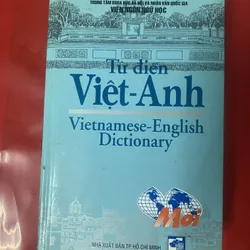 TRUNG TÂM KHOA HỌC XÃ HỘI VÀ NHÂN VĂN QUỐC GIA
VIỆN NGÔN NGỮ HỌC
Từ điển
Việt-Anh
Vietnamese-English
Dictionary
Mới
NHÀ XUẤT BẢN TP HỒ CHÍ MINH